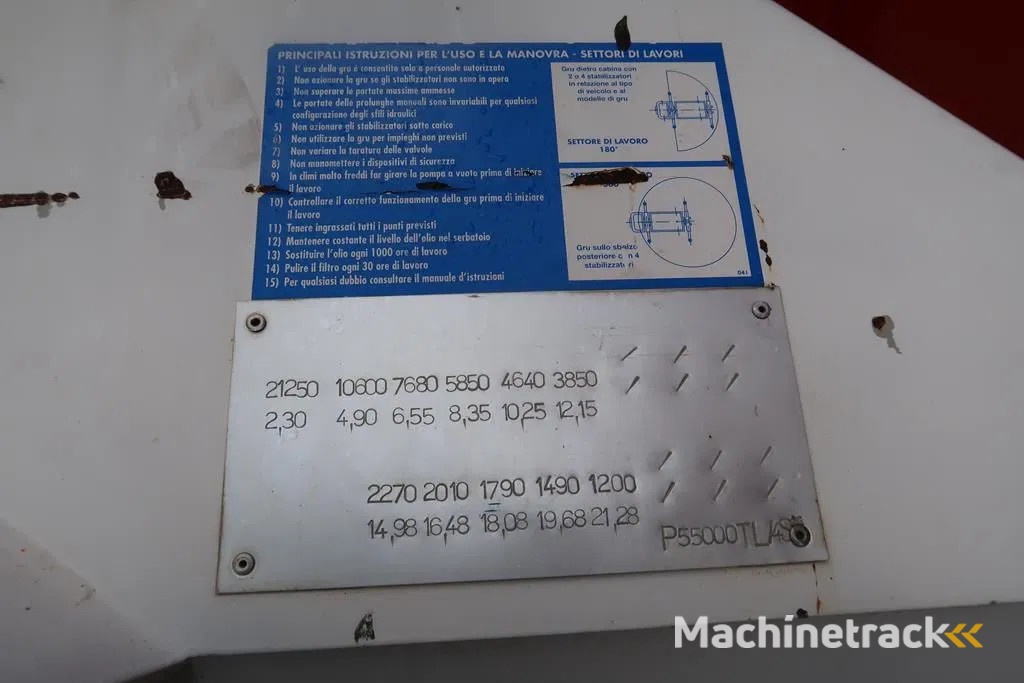 PRINCIPALI ISTRUZIONI PER L'USO E LA MANOVRA - SETTORI DI LAVORI
1) L' uso della gru è consentito solo a personale autorizzato
2) Non azionare la gru se gli stabilizzatori non sono in opera
3) Non superare le portate massime ammesse
4) Le portate delle prolunghe manuali sono invariabili per qualsiasi
configurazione degli sfili idraulici
5) Non azionare gli stabilizzatori sotto carico
6) Non utilizzare la gru per impieghi non previsti
7) Non variare la taratura delle valvole
8) Non manomettere i dispositivi di sicurezza
9) In climi molto freddi far girare la pompa a vuoto prima di iniziare
il lavoro
10) Controllare il corretto funzionamento della gru prima di iniziare
il lavoro
11) Tenere ingrassati tutti i punti previsti
12) Mantenere costante il livello dell'olio nel serbatoio
13) Sostituire l'olio ogni 1000 ore di lavoro
14) Pulire il filtro ogni 30 ore di lavoro
15) Per qualsiasi dubbio consultare il manuale d'istruzioni
Gru dietro cabina con
2 o 4 stabilizzatori
in relazione al tipo
di veicolo e al
modello di gru
SETTORE DI LAVORO
180°
Gru sullo sbalzo
posteriore con 4
stabilizzatori
041
21250 10600 7680 5850 4640 3850
2,30 4,90 6,55 8,35 10,25 12,15
2270 2010 1790 1490 1200
14,98 16,48 18,08 19,68 21,28
P55000TL/4S
Machinetrack